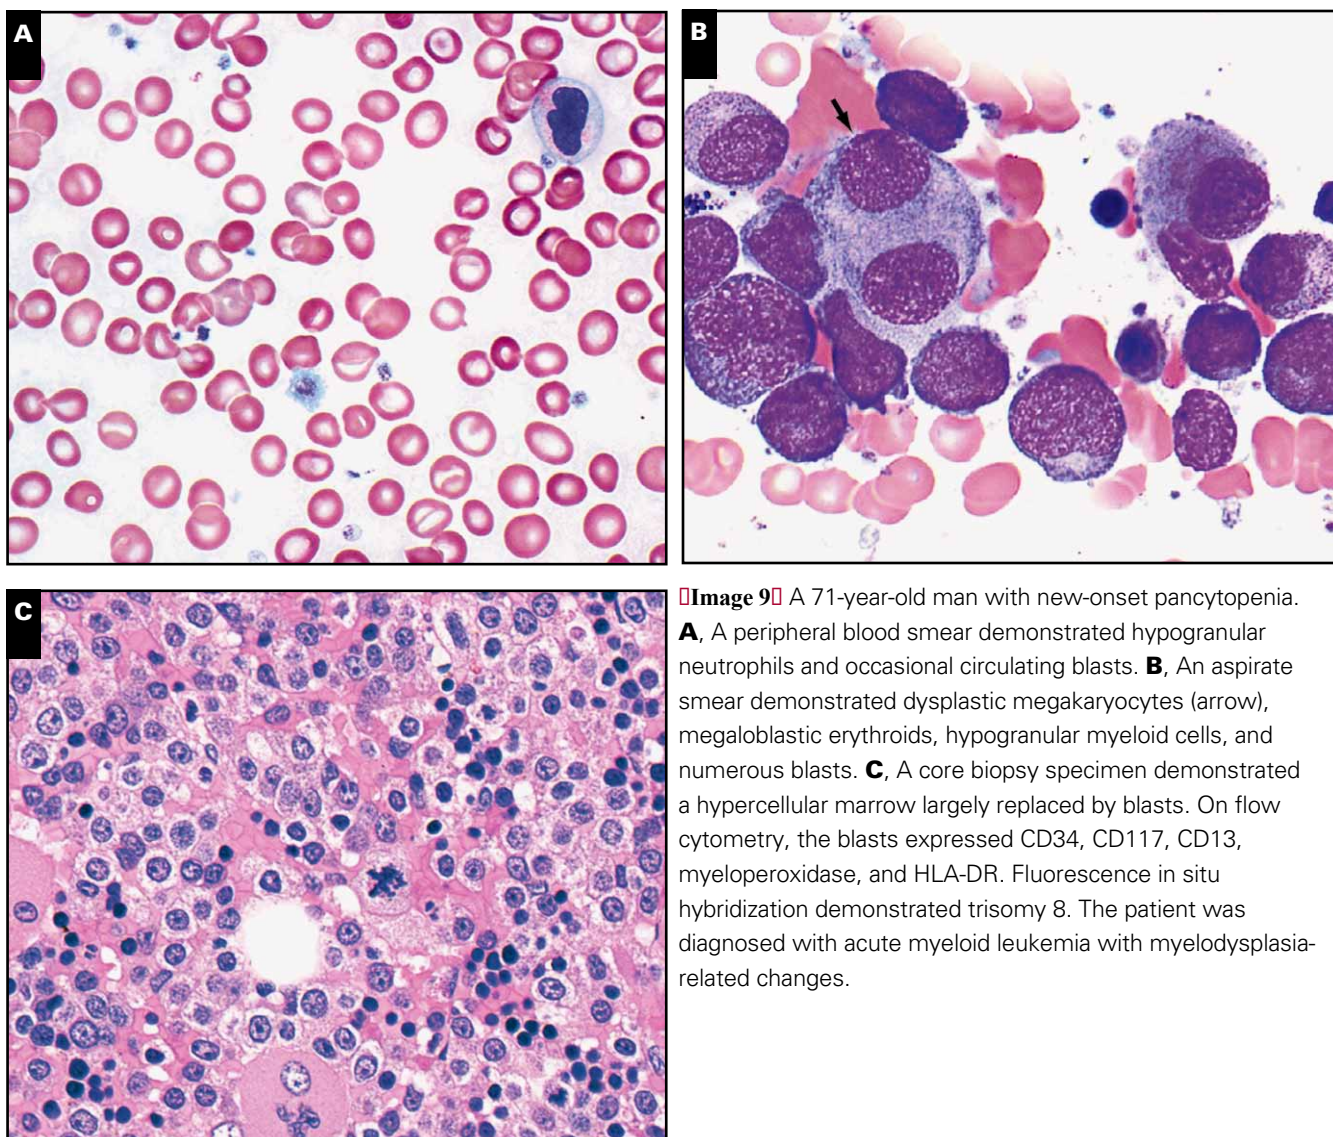 A
B
C
▯Image 9▯ A 71-year-old man with new-onset pancytopenia.
A, A peripheral blood smear demonstrated hypogranular
neutrophils and occasional circulating blasts. B, An aspirate
smear demonstrated dysplastic megakaryocytes (arrow),
megaloblastic erythroids, hypogranular myeloid cells, and
numerous blasts. C, A core biopsy specimen demonstrated
a hypercellular marrow largely replaced by blasts. On flow
cytometry, the blasts expressed CD34, CD117, CD13,
myeloperoxidase, and HLA-DR. Fluorescence in situ
hybridization demonstrated trisomy 8. The patient was
diagnosed with acute myeloid leukemia with myelodysplasia-
related changes.